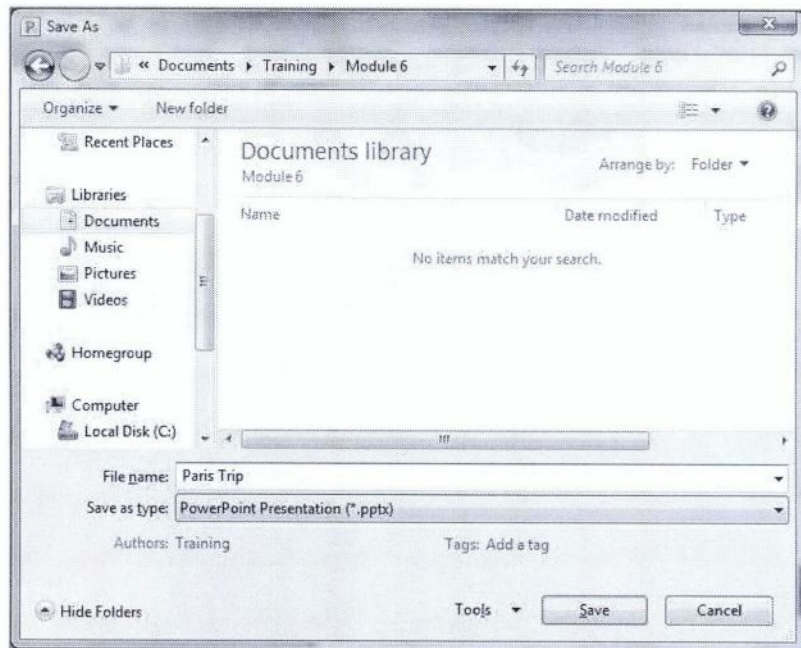 Save As
« Documents ▸ Training ▸ Module 6
Search Module 6
Organize
New folder
Recent Places
Libraries
Documents
Music
Pictures
Videos
Homegroup
Computer
Local Disk (C:)
Documents library
Module 6
Arrange by: Folder
Name Date modified Type
No items match your search.
File name: Paris Trip
Save as type: PowerPoint Presentation (*.pptx)
Authors: Training
Tags: Add a tag
Hide Folders
Tools
Save
Cancel